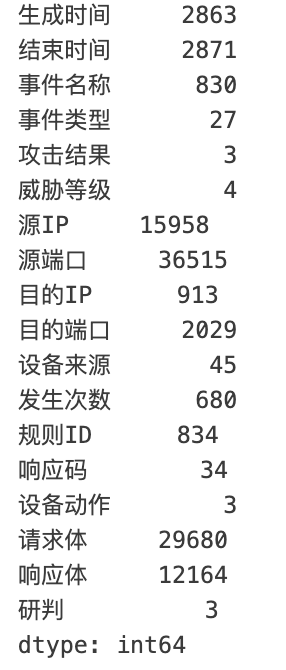 生成时间 2863
结束时间 2871
事件名称 830
事件类型 27
攻击结果 3
威胁等级 4
源IP 15958
源端口 36515
目的IP 913
目的端口 2029
设备来源 45
发生次数 680
规则ID 834
响应码 34
设备动作 3
请求体 29680
响应体 12164
研判 3
dtype: int64